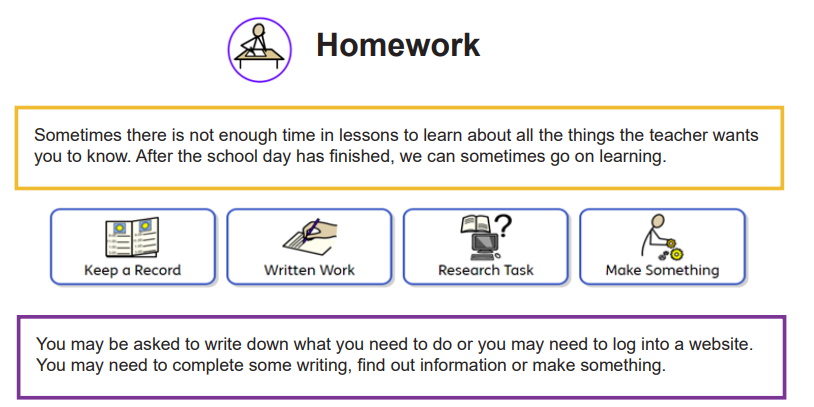 Homework
Sometimes there is not enough time in lessons to learn about all the things the teacher wants
you to know. After the school day has finished, we can sometimes go on learning.
Keep a Record
Written Work
Research Task
Make Something
You may be asked to write down what you need to do or you may need to log into a website.
You may need to complete some writing, find out information or make something.